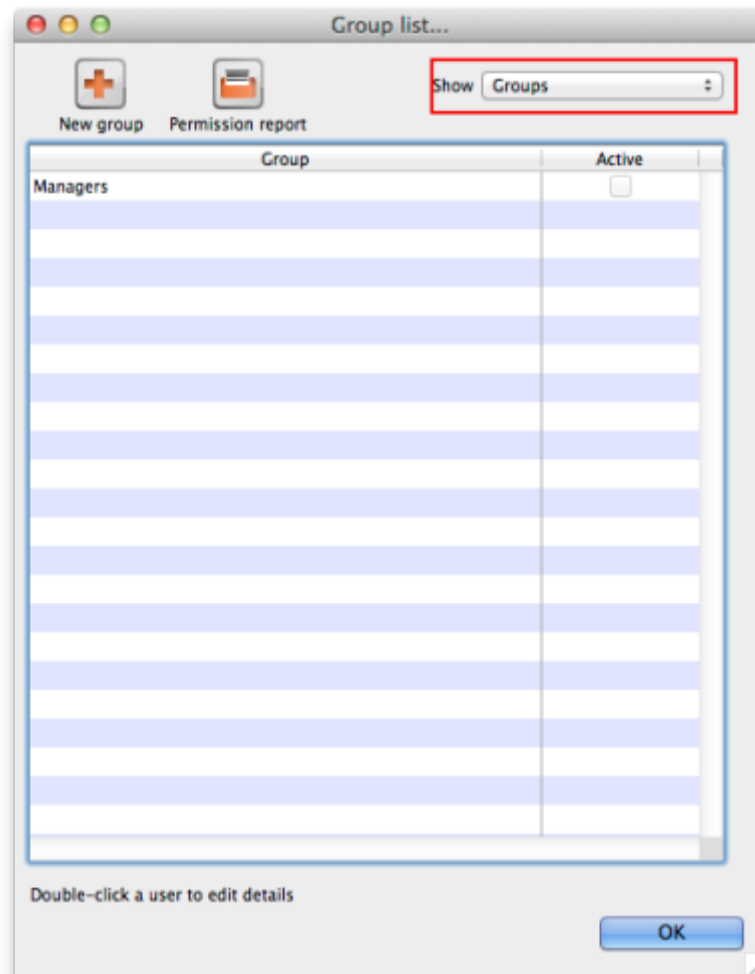 Group list...
Show Groups
New group Permission report
Group Active
Managers
Double-click a user to edit details
OK